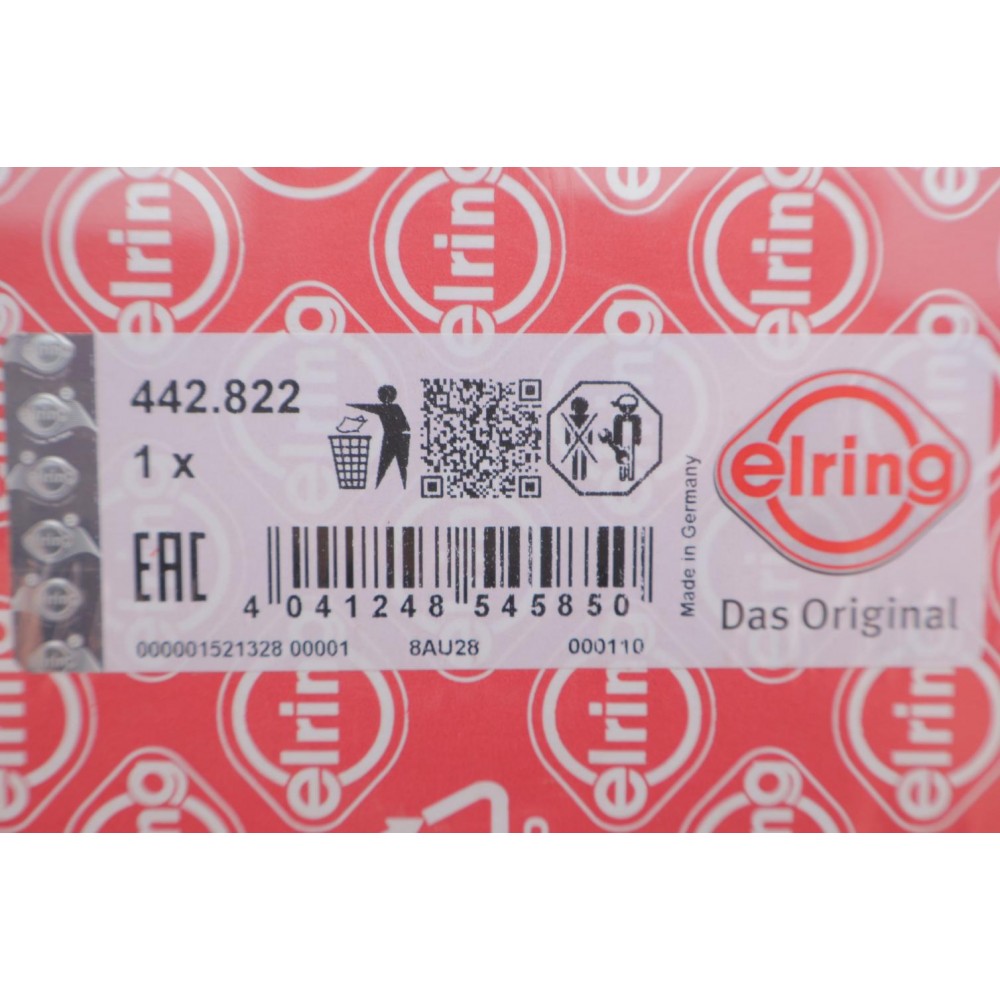 442.822
1 x
EAC
4 041248 545850
000001521328 00001 8AU28 000110
Made in Germany
elring
Das Original